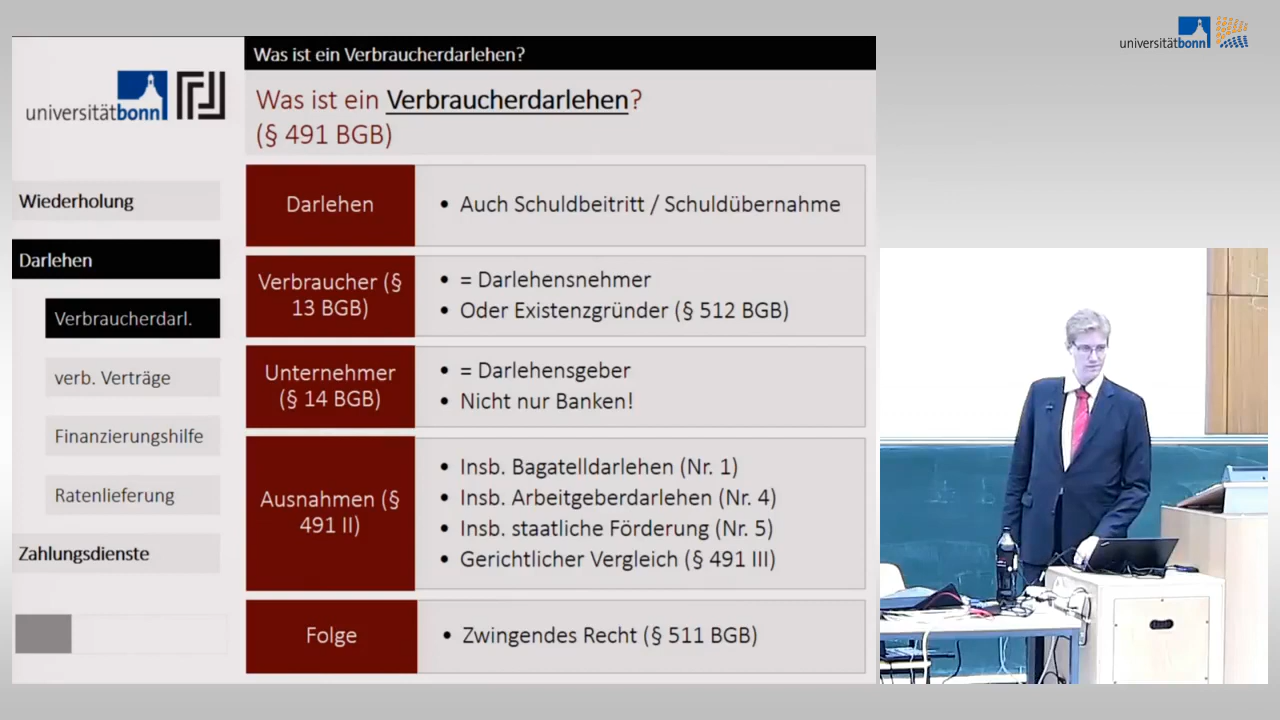 universitätbonn
Was ist ein Verbraucherdarlehen?
universitätbonn
Was ist ein Verbraucherdarlehen?
(§ 491 BGB)
Wiederholung
Darlehen
Verbraucherdarl.
verb. Verträge
Finanzierungshilfe
Ratenlieferung
Zahlungsdienste
Darlehen
• Auch Schuldbeitritt / Schuldübernahme
Verbraucher (§
13 BGB)
• = Darlehensnehmer
• Oder Existenzgründer (§ 512 BGB)
Unternehmer
(§ 14 BGB)
• = Darlehensgeber
• Nicht nur Banken!
Ausnahmen (§
491 II)
• Insb. Bagatelldarlehen (Nr. 1)
• Insb. Arbeitgeberdarlehen (Nr. 4)
• Insb. staatliche Förderung (Nr. 5)
• Gerichtlicher Vergleich (§ 491 III)
Folge
• Zwingendes Recht (§ 511 BGB)